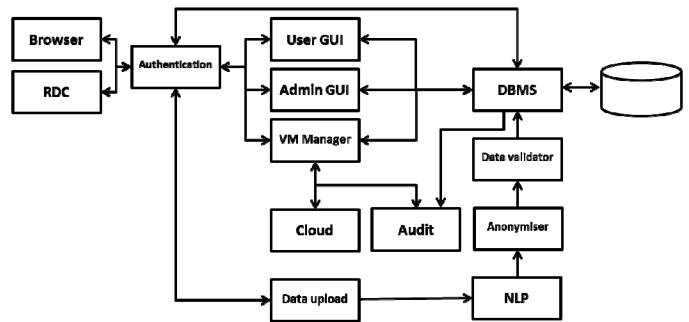 Browser
RDC
Authentication
User GUI
Admin GUI
VM Manager
DBMS
Data validator
Cloud
Audit
Anonymiser
Data upload
NLP